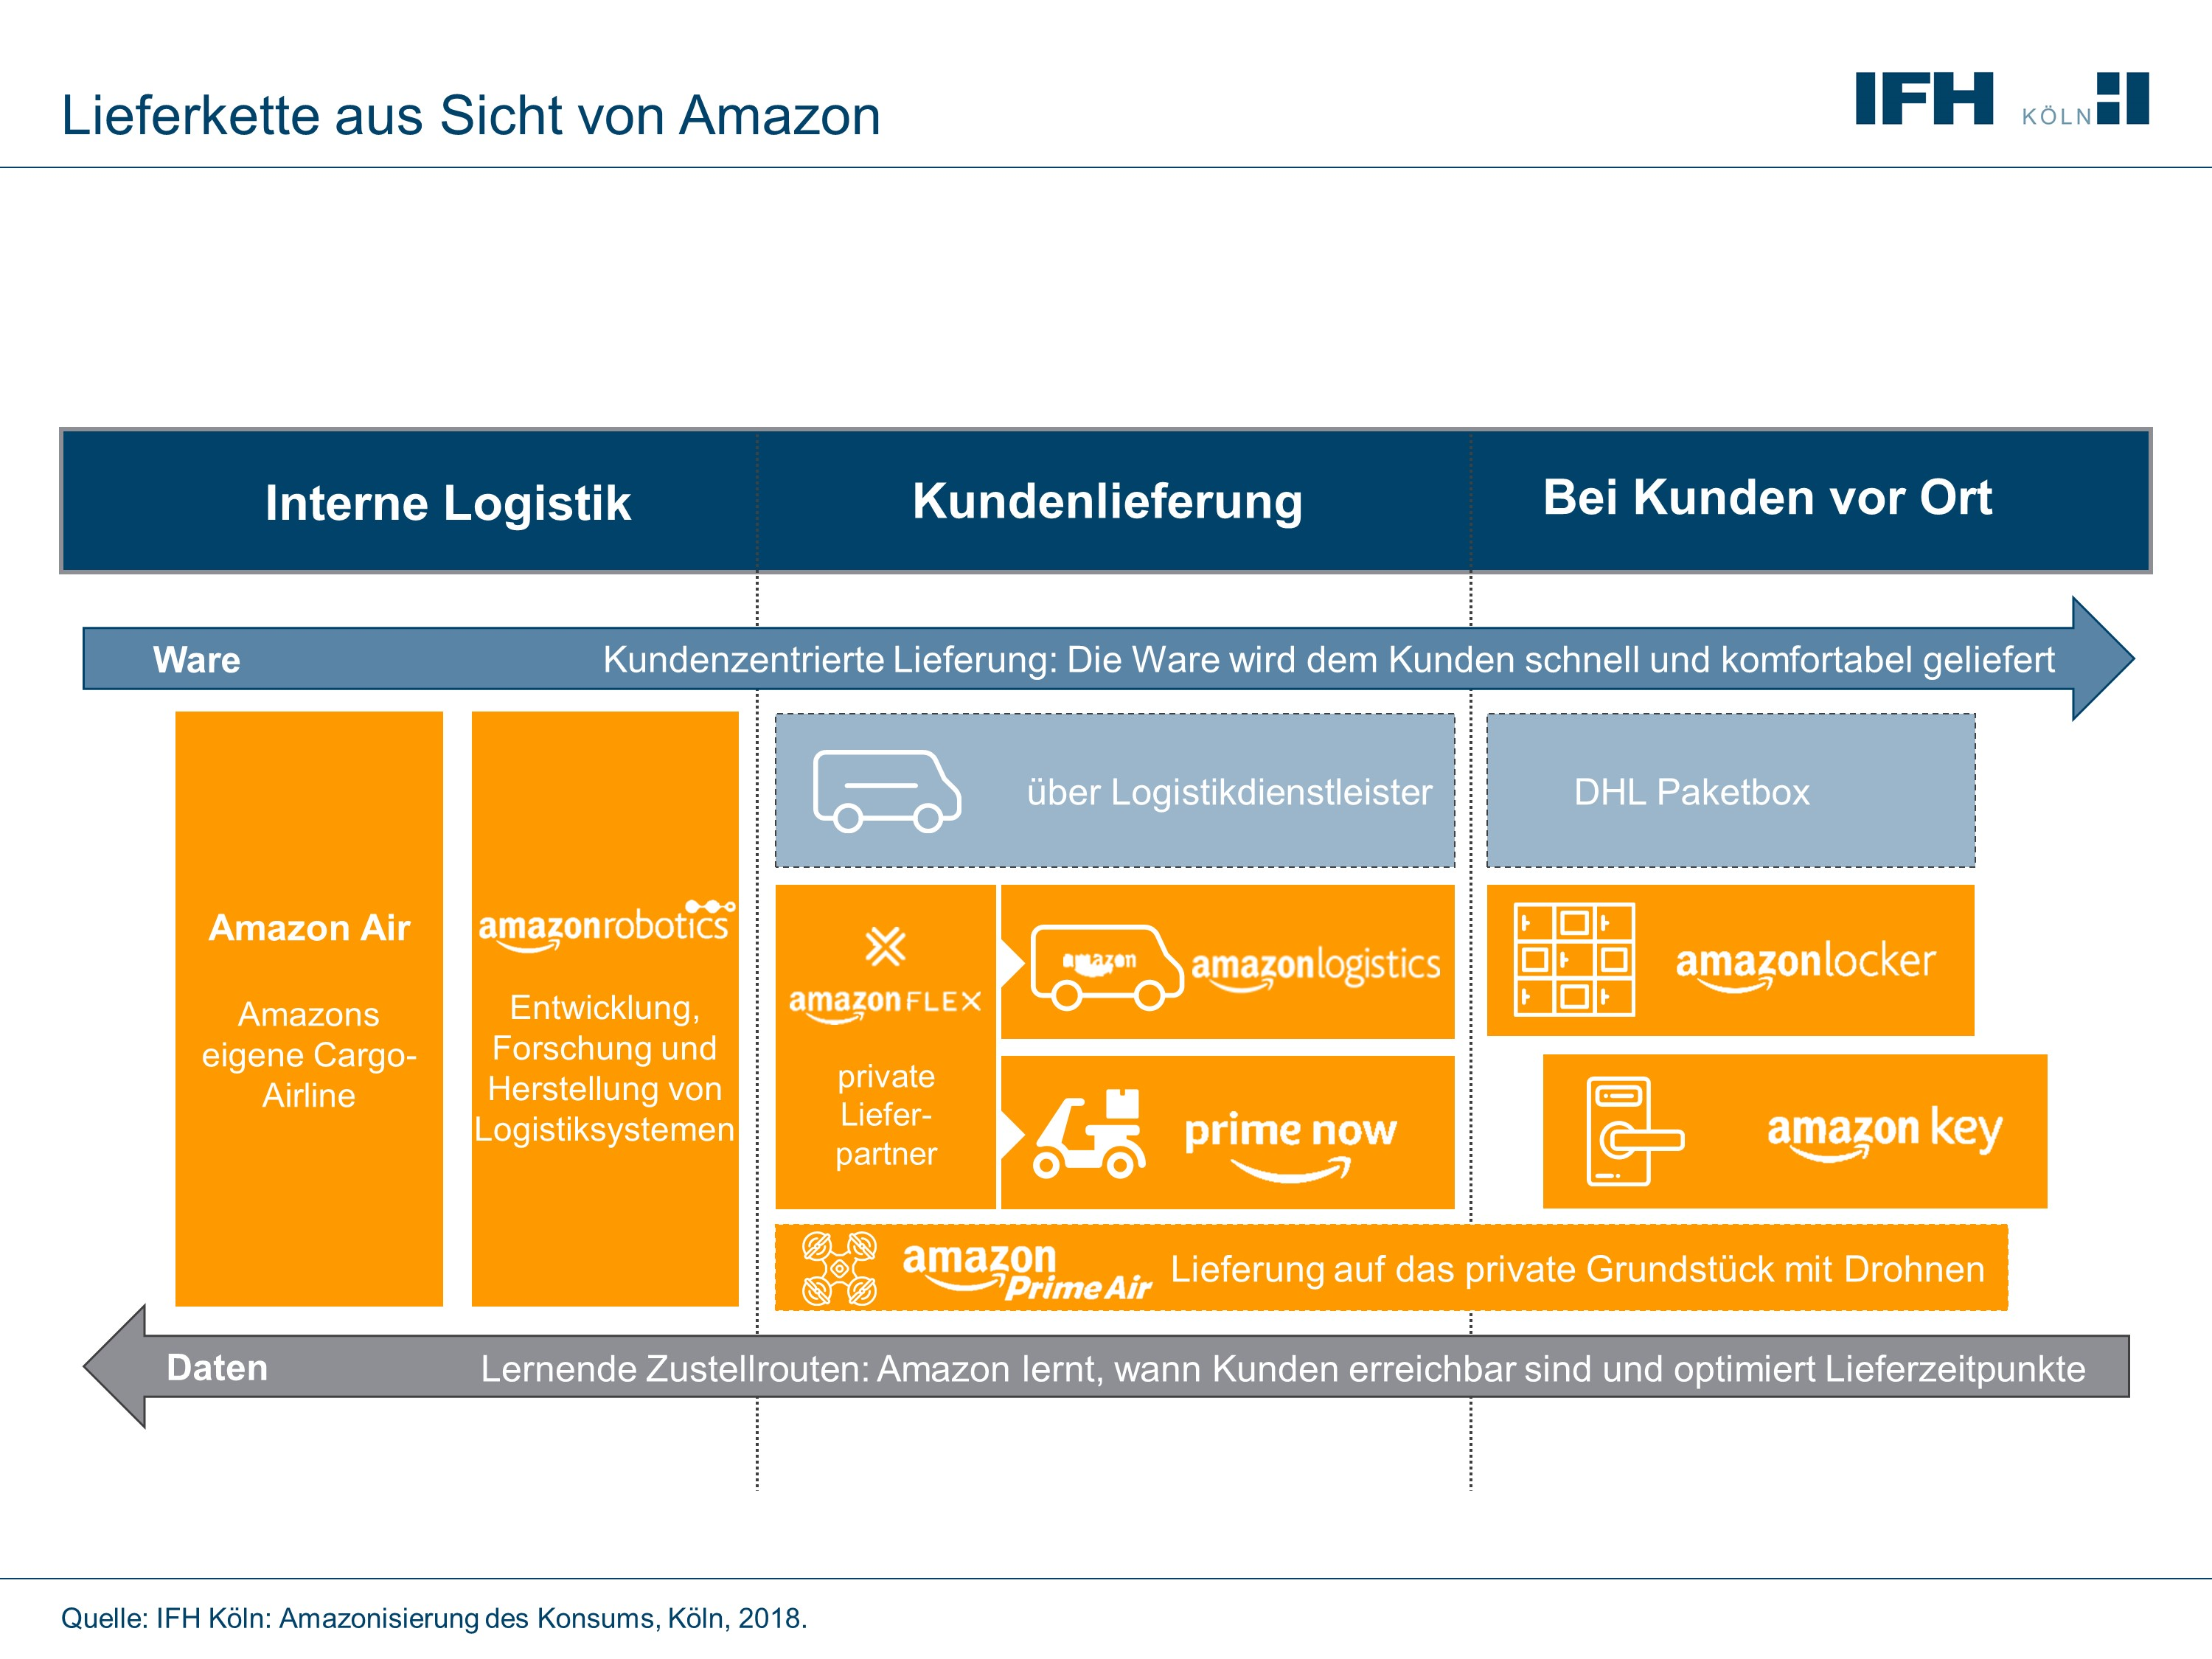 Lieferkette aus Sicht von Amazon
IFH KÖLN
Interne Logistik
Kundenlieferung
Bei Kunden vor Ort
Ware
Kundenzentrierte Lieferung: Die Ware wird dem Kunden schnell und komfortabel geliefert
Amazon Air
Amazons
eigene Cargo-
Airline
amazonrobotics
Entwicklung,
Forschung und
Herstellung von
Logistiksystemen
über Logistikdienstleister
DHL Paketbox
amazon FLEX
private
Liefer-
partner
amazon
amazonlogistics
prime now
amazonlocker
amazon key
amazon
Prime Air
Lieferung auf das private Grundstück mit Drohnen
Daten
Lernende Zustellrouten: Amazon lernt, wann Kunden erreichbar sind und optimiert Lieferzeitpunkte
Quelle: IFH Köln: Amazonisierung des Konsums, Köln, 2018.